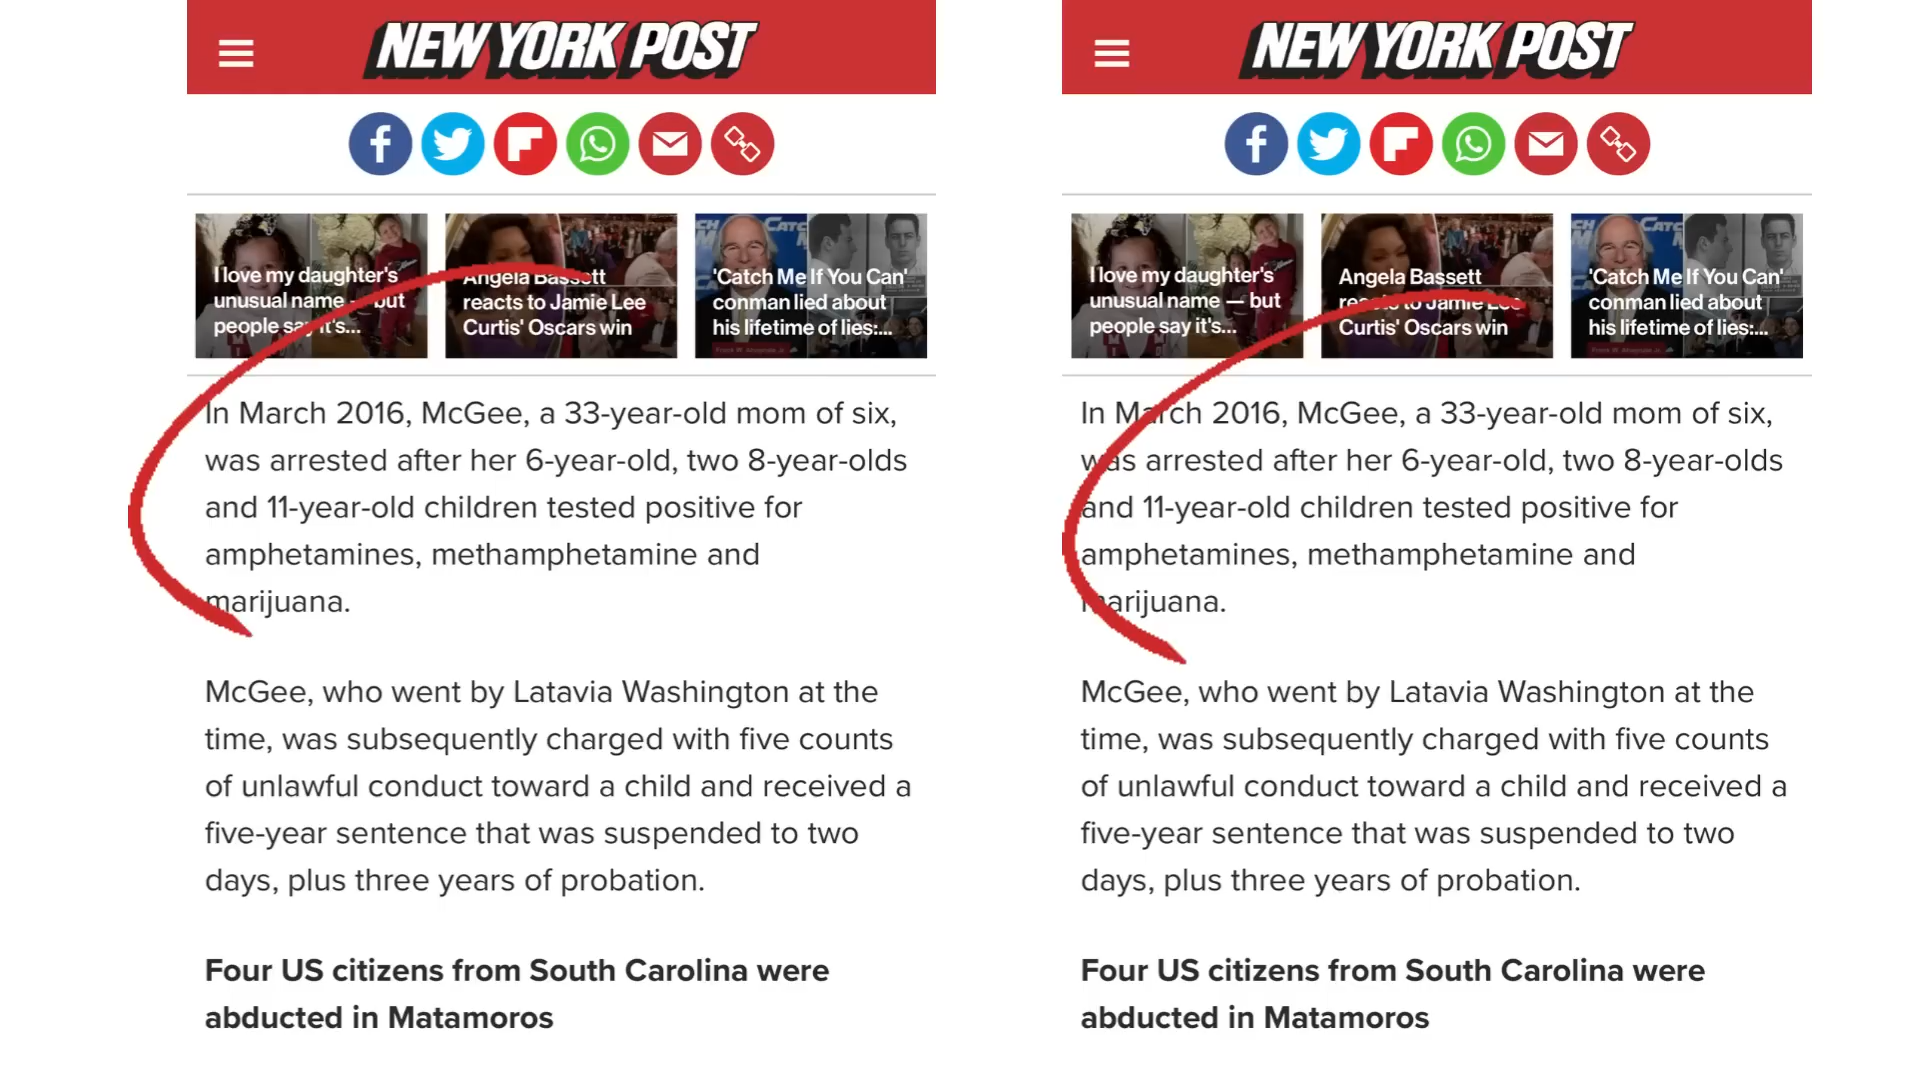 NEW YORK POST
I love my daughter's
unusual name — but
people say it's...
Angela Bassett
reacts to Jamie Lee
Curtis' Oscars win
'Catch Me If You Can'
conman lied about
his lifetime of lies:...
In March 2016, McGee, a 33-year-old mom of six,
was arrested after her 6-year-old, two 8-year-olds
and 11-year-old children tested positive for
amphetamines, methamphetamine and
marijuana.
McGee, who went by Latavia Washington at the
time, was subsequently charged with five counts
of unlawful conduct toward a child and received a
five-year sentence that was suspended to two
days, plus three years of probation.
Four US citizens from South Carolina were
abducted in Matamoros
NEW YORK POST
I love my daughter's
unusual name — but
people say it's...
Angela Bassett
reacts to Jamie Lee
Curtis' Oscars win
'Catch Me If You Can'
conman lied about
his lifetime of lies:...
In March 2016, McGee, a 33-year-old mom of six,
was arrested after her 6-year-old, two 8-year-olds
and 11-year-old children tested positive for
amphetamines, methamphetamine and
marijuana.
McGee, who went by Latavia Washington at the
time, was subsequently charged with five counts
of unlawful conduct toward a child and received a
five-year sentence that was suspended to two
days, plus three years of probation.
Four US citizens from South Carolina were
abducted in Matamoros